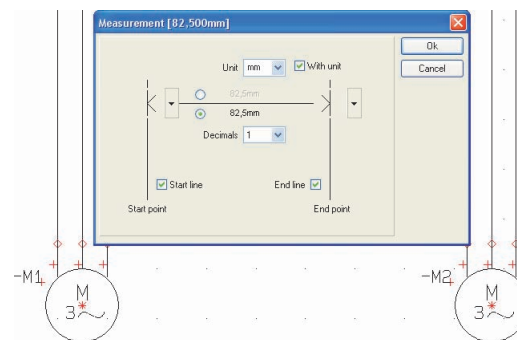 Measurement [82,500mm]
Ok
Cancel
Unit mm With unit
82,5mm
82,5mm
Decimals 1
Start line End line
Start point End point
-M1 -M2
M M
3 3